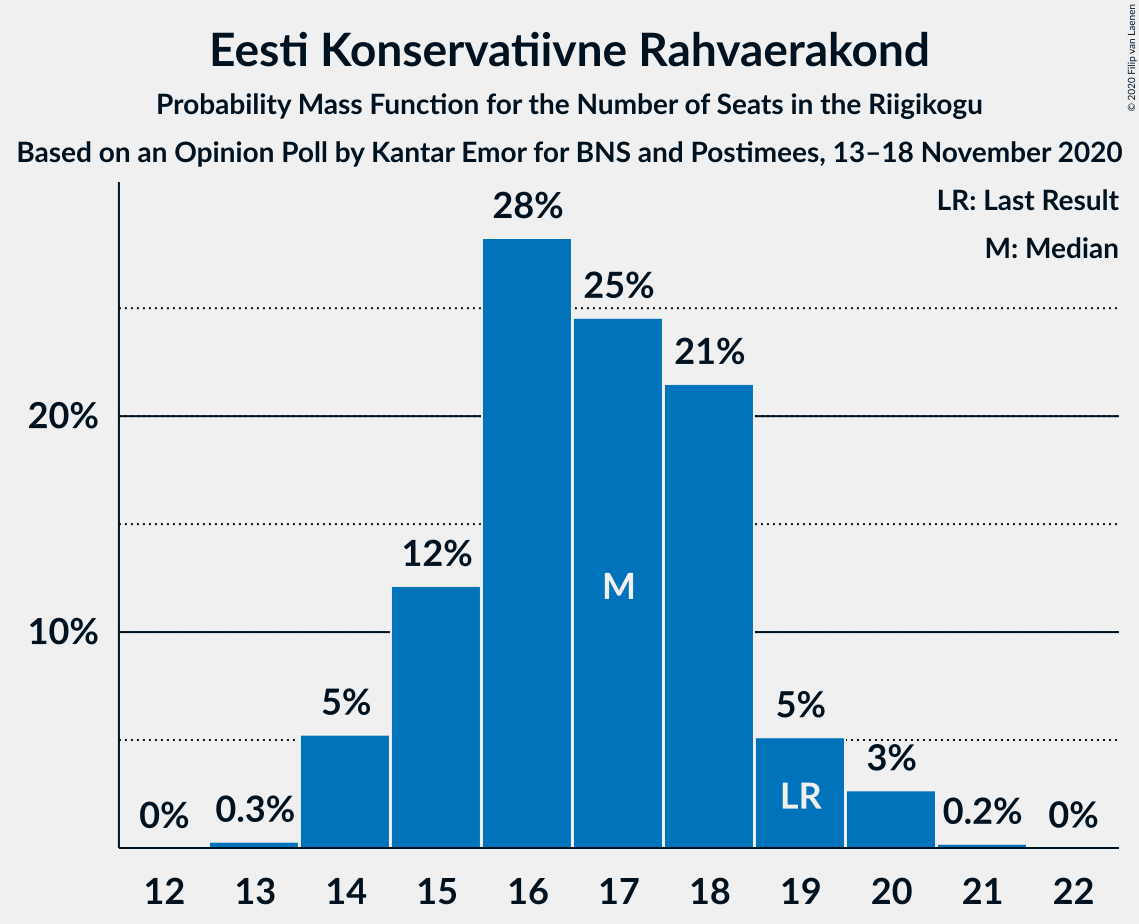 Eesti Konservatiivne Rahvaerakond
Probability Mass Function for the Number of Seats in the Riigikogu
Based on an Opinion Poll by Kantar Emor for BNS and Postimees, 13–18 November 2020
© 2020 Filip van Laenen
LR: Last Result
M: Median
28%
25%
21%
20%
12%
M
10%
5%
5%
3%
LR
0%
0.3%
0.2%
0%
12 13 14 15 16 17 18 19 20 21 22